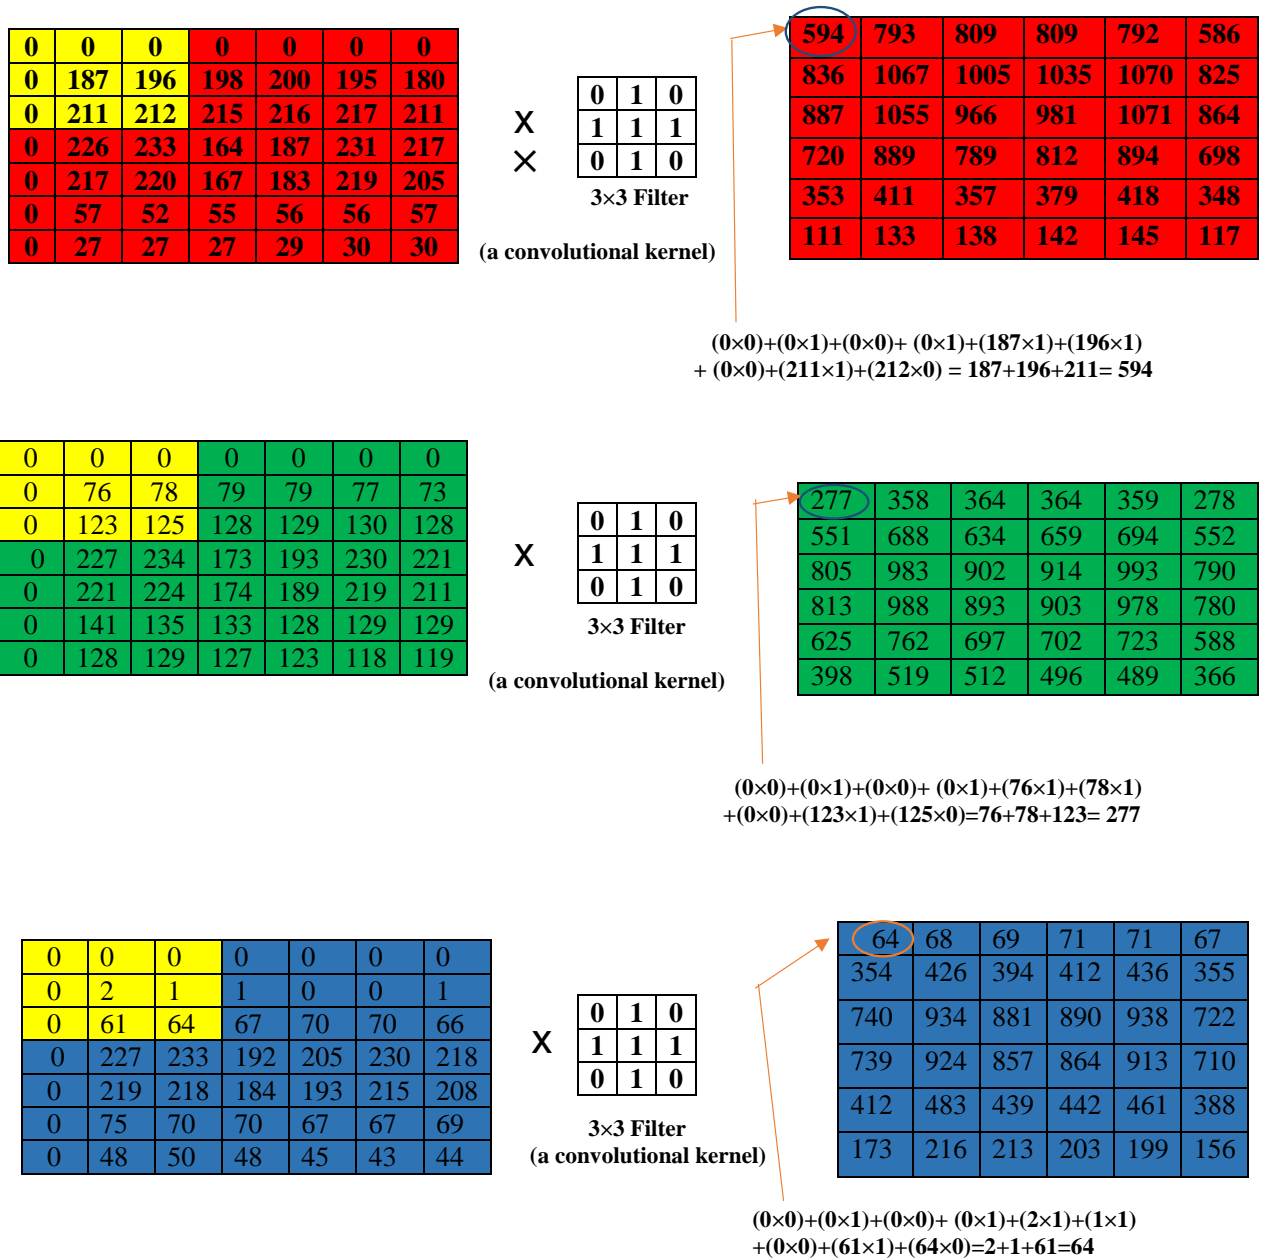 0 0 0 0 0 0 0
0 187 196 198 200 195 180
0 211 212 215 216 217 211
0 226 233 164 187 231 217
0 217 220 167 183 219 205
0 57 52 55 56 56 57
0 27 27 27 29 30 30
X
×
0 1 0
1 1 1
0 1 0
3×3 Filter
(a convolutional kernel)
594 793 809 809 792 586
836 1067 1005 1035 1070 825
887 1055 966 981 1071 864
720 889 789 812 894 698
353 411 357 379 418 348
111 133 138 142 145 117
(0×0)+(0×1)+(0×0)+ (0×1)+(187×1)+(196×1)
+ (0×0)+(211×1)+(212×0) = 187+196+211= 594
0 0 0 0 0 0 0
0 76 78 79 79 77 73
0 123 125 128 129 130 128
0 227 234 173 193 230 221
0 221 224 174 189 219 211
0 141 135 133 128 129 129
0 128 129 127 123 118 119
X
0 1 0
1 1 1
0 1 0
3×3 Filter
(a convolutional kernel)
277 358 364 364 359 278
551 688 634 659 694 552
805 983 902 914 993 790
813 988 893 903 978 780
625 762 697 702 723 588
398 519 512 496 489 366
(0×0)+(0×1)+(0×0)+ (0×1)+(76×1)+(78×1)
+(0×0)+(123×1)+(125×0)=76+78+123= 277
0 0 0 0 0 0 0
0 2 1 1 0 0 1
0 61 64 67 70 70 66
0 227 233 192 205 230 218
0 219 218 184 193 215 208
0 75 70 70 67 67 69
0 48 50 48 45 43 44
X
0 1 0
1 1 1
0 1 0
3×3 Filter
(a convolutional kernel)
64 68 69 71 71 67
354 426 394 412 436 355
740 934 881 890 938 722
739 924 857 864 913 710
412 483 439 442 461 388
173 216 213 203 199 156
(0×0)+(0×1)+(0×0)+ (0×1)+(2×1)+(1×1)
+(0×0)+(61×1)+(64×0)=2+1+61=64